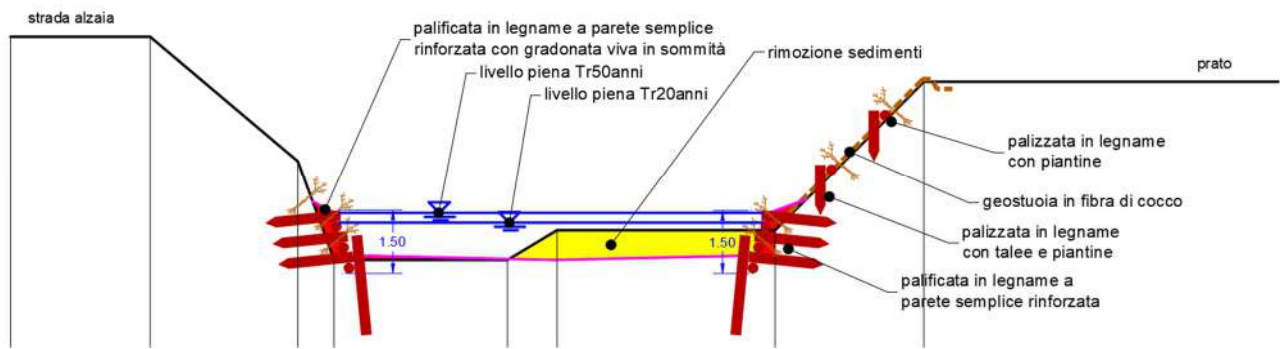 strada alzaia
palificata in legname a parete semplice
rinforzata con gradonata viva in sommità
livello piena Tr50anni
livello piena Tr20anni
rimozione sedimenti
prato
palizzata in legname
con piantine
geostuoia in fibra di cocco
palizzata in legname
con talee e piantine
palificata in legname a
parete semplice rinforzata
1.50
1.50